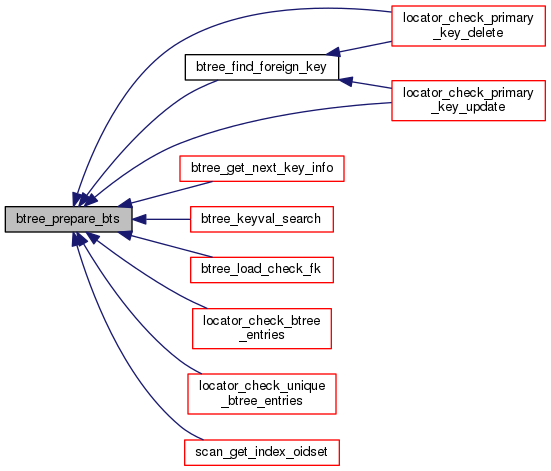 locator_check_primary
_key_delete
btree_find_foreign_key
locator_check_primary
_key_update
btree_get_next_key_info
btree_prepare_bts
btree_keyval_search
btree_load_check_fk
locator_check_btree
_entries
locator_check_unique
_btree_entries
scan_get_index_oidset